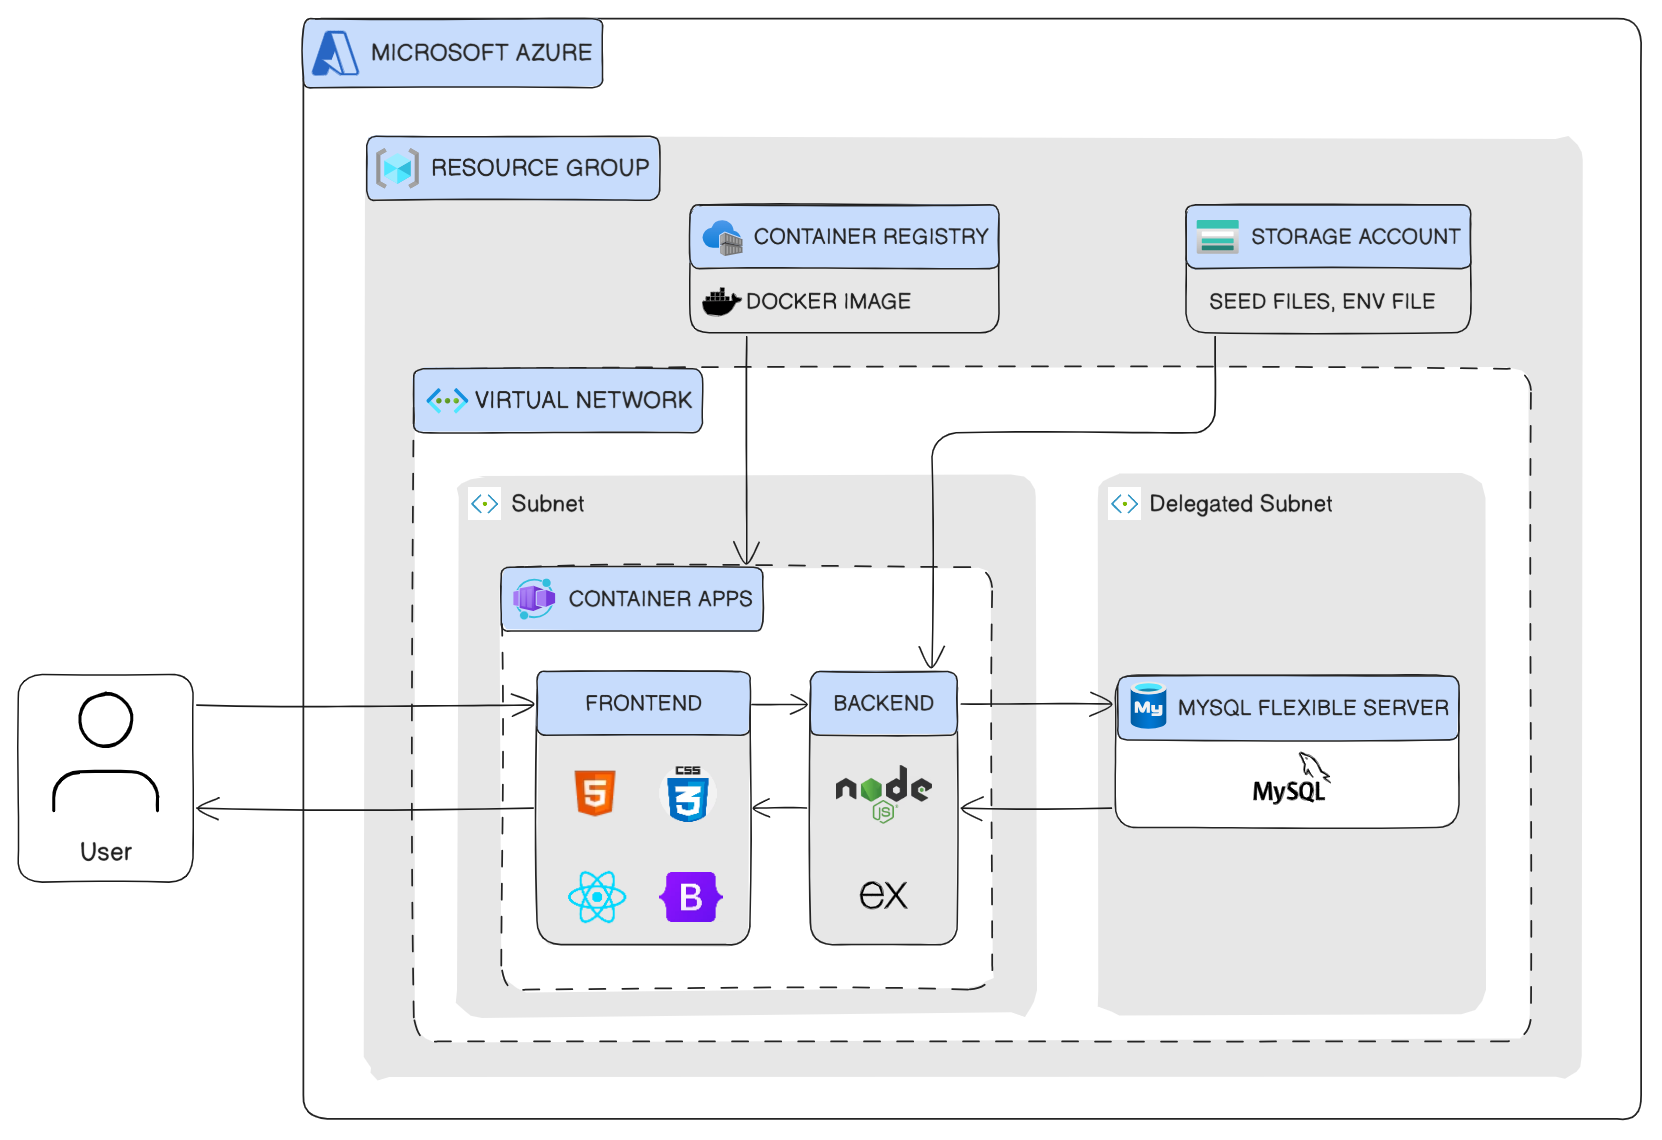 MICROSOFT AZURE
RESOURCE GROUP
CONTAINER REGISTRY
DOCKER IMAGE
STORAGE ACCOUNT
SEED FILES, ENV FILE
VIRTUAL NETWORK
Subnet
Delegated Subnet
CONTAINER APPS
User
FRONTEND
5
CSS
3
B
BACKEND
node
JS
ex
My
MYSQL FLEXIBLE SERVER
MySQL